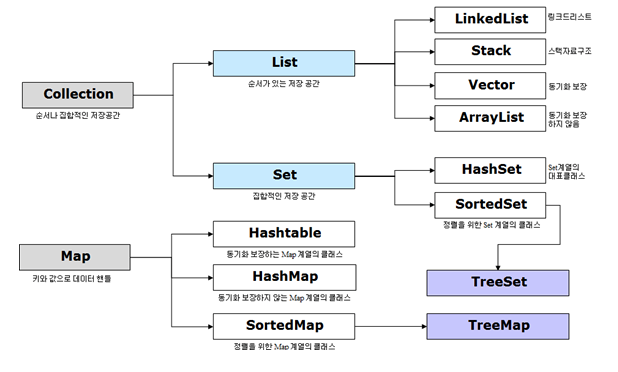 LinkedList
링크드리스트
List
순서가 있는 저장 공간
Stack
스택자료구조
Collection
순서나 집합적인 저장공간
Vector
동기화 보장
ArrayList
동기화 보장
하지 않음
Set
집합적인 저장 공간
HashSet
Set계열의
대표클래스
SortedSet
정렬을 위한 Set 계열의 클래스
Map
키와 값으로 데이터 핸들
Hashtable
동기화 보장하는 Map 계열의 클래스
HashMap
동기화 보장하지 않는 Map 계열의 클래스
TreeSet
SortedMap
정렬을 위한 Map 계열의 클래스
TreeMap